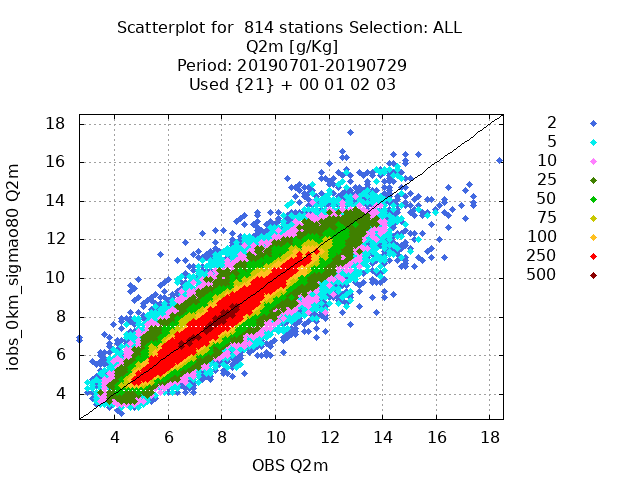 Scatterplot for  814 stations Selection: ALL
Q2m [g/Kg]
Period: 20190701-20190729
Used {21} + 00 01 02 03
iobs_0km_sigmao80 Q2m
18
16
14
12
10
8
6
4
4 6 8 10 12 14 16 18
OBS Q2m
2
5
10
25
50
75
100
250
500